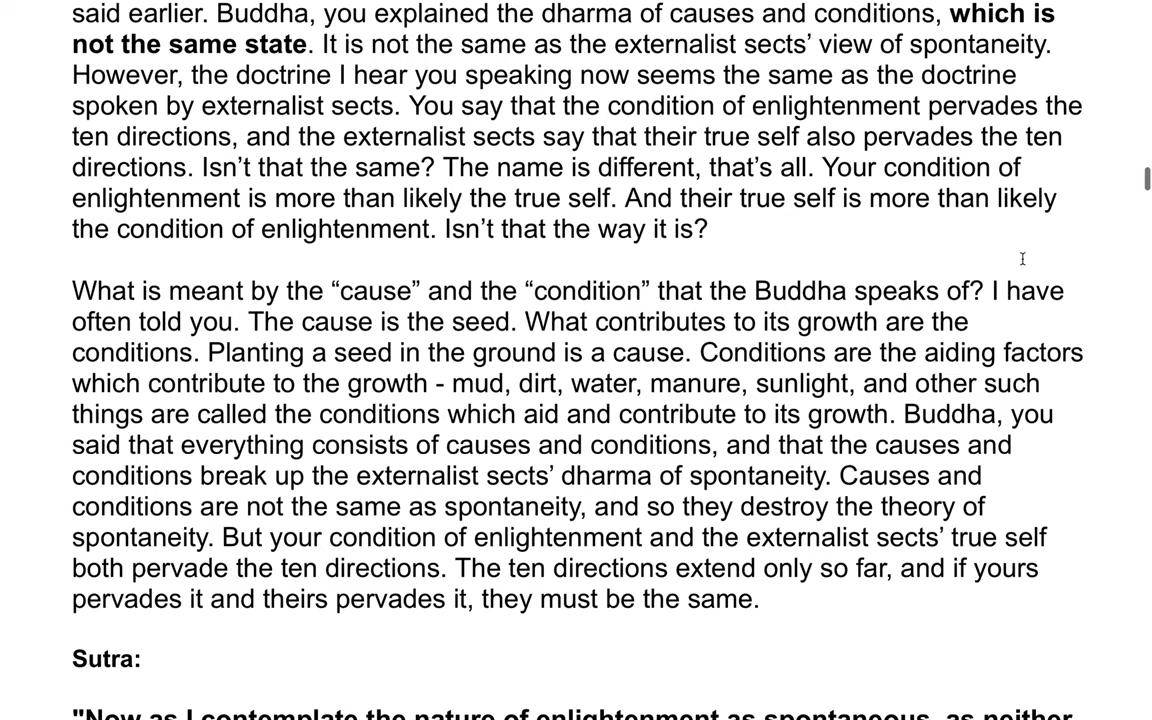 said earlier. Buddha, you explained the dharma of causes and conditions, which is
not the same state. It is not the same as the externalist sects’ view of spontaneity.
However, the doctrine I hear you speaking now seems the same as the doctrine
spoken by externalist sects. You say that the condition of enlightenment pervades the
ten directions, and the externalist sects say that their true self also pervades the ten
directions. Isn’t that the same? The name is different, that’s all. Your condition of
enlightenment is more than likely the true self. And their true self is more than likely
the condition of enlightenment. Isn’t that the way it is?
What is meant by the “cause” and the “condition” that the Buddha speaks of? I have
often told you. The cause is the seed. What contributes to its growth are the
conditions. Planting a seed in the ground is a cause. Conditions are the aiding factors
which contribute to the growth - mud, dirt, water, manure, sunlight, and other such
things are called the conditions which aid and contribute to its growth. Buddha, you
said that everything consists of causes and conditions, and that the causes and
conditions break up the externalist sects’ dharma of spontaneity. Causes and
conditions are not the same as spontaneity, and so they destroy the theory of
spontaneity. But your condition of enlightenment and the externalist sects’ true self
both pervade the ten directions. The ten directions extend only so far, and if yours
pervades it and theirs pervades it, they must be the same.
Sutra:
"Now as I contemplate the nature of enlightenment as spontaneous, as neither